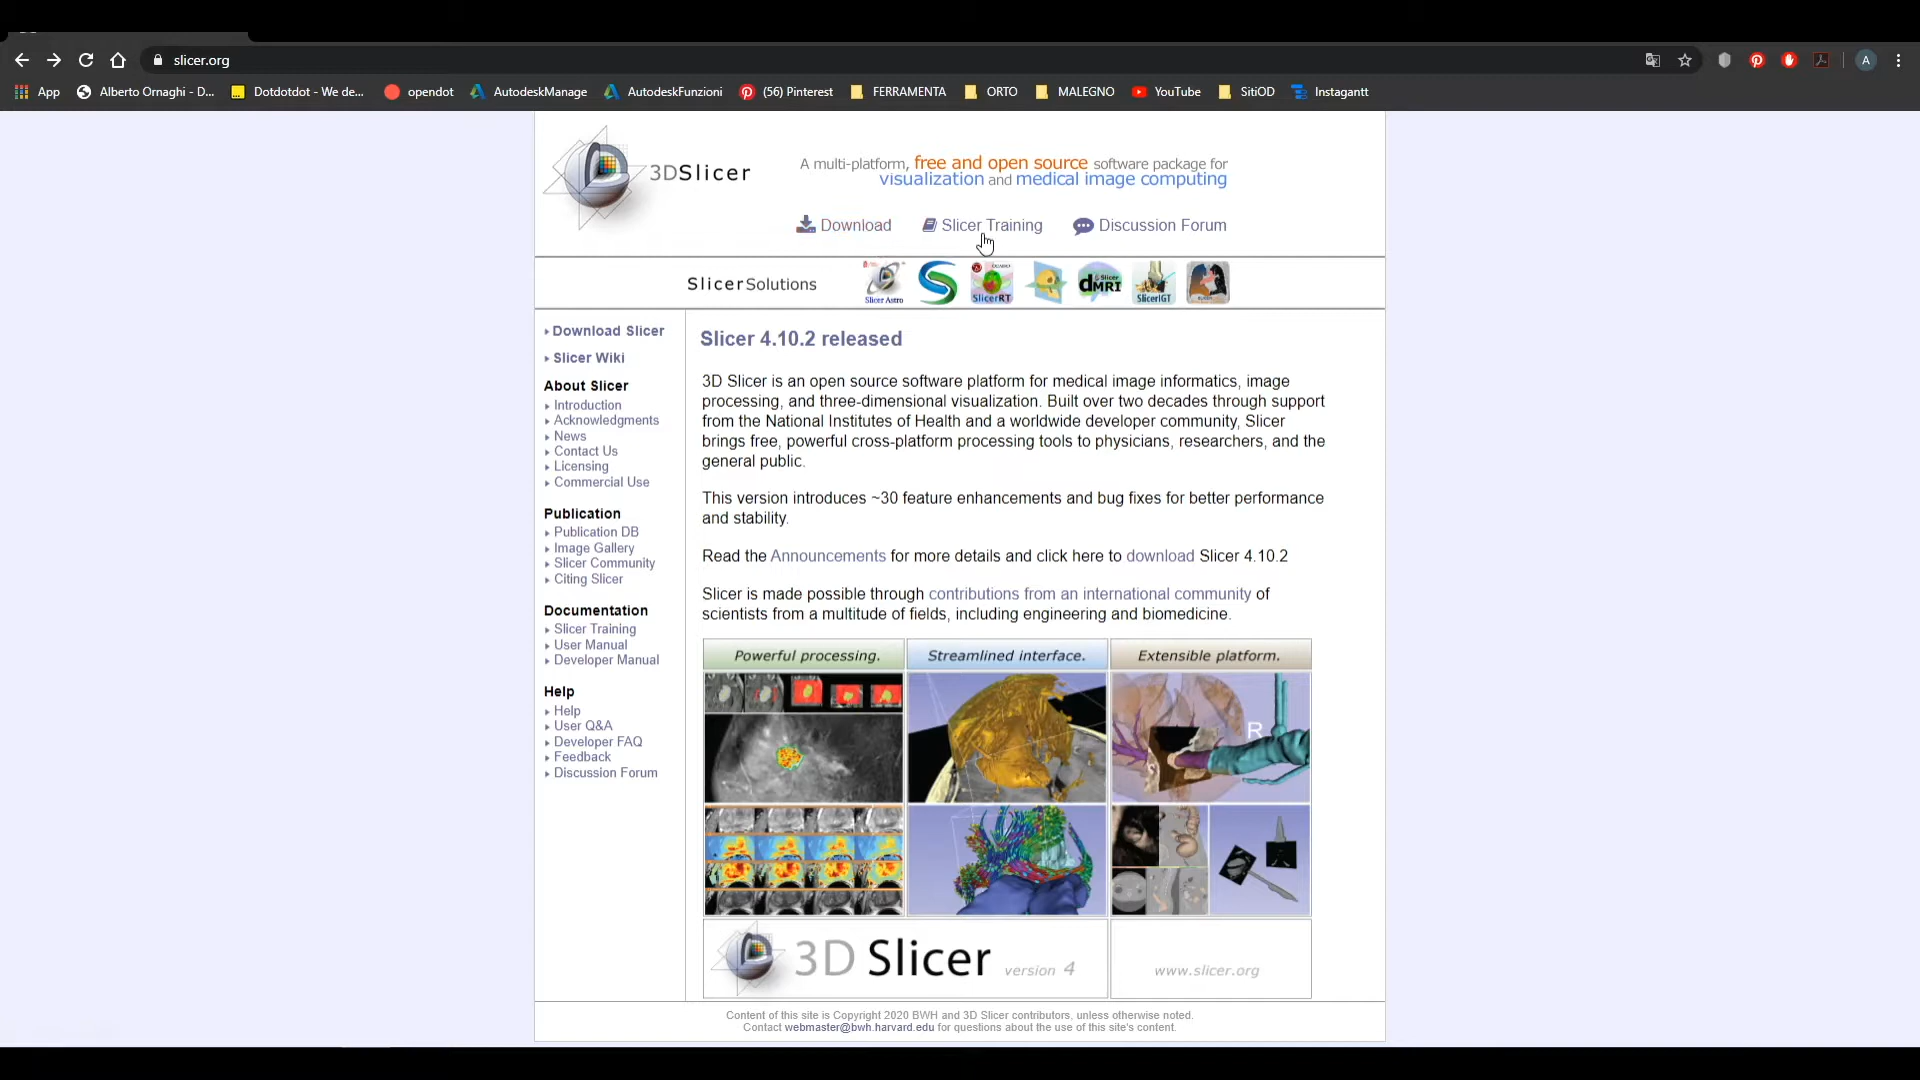 slicer.org
A
App
Alberto Ornaghi - D...
Dotdotdot - We de...
opendot
AutodeskManage
AutodeskFunzioni
(56) Pinterest
FERRAMENTA
ORTO
MALEGNO
YouTube
SitiOD
Instagantt
3DSlicer
A multi-platform, free and open source software package for
visualization and medical image computing
Download
Slicer Training
Discussion Forum
SlicerSolutions
Slicer Astro
SlicerRT
Slicer
dMRI
SlicerIGT
Download Slicer
Slicer Wiki
About Slicer
Introduction
Acknowledgments
News
Contact Us
Licensing
Commercial Use
Publication
Publication DB
Image Gallery
Slicer Community
Citing Slicer
Documentation
Slicer Training
User Manual
Developer Manual
Help
Help
User Q&A
Developer FAQ
Feedback
Discussion Forum
Slicer 4.10.2 released
3D Slicer is an open source software platform for medical image informatics, image
processing, and three-dimensional visualization. Built over two decades through support
from the National Institutes of Health and a worldwide developer community, Slicer
brings free, powerful cross-platform processing tools to physicians, researchers, and the
general public.
This version introduces ~30 feature enhancements and bug fixes for better performance
and stability.
Read the Announcements for more details and click here to download Slicer 4.10.2
Slicer is made possible through contributions from an international community of
scientists from a multitude of fields, including engineering and biomedicine.
Powerful processing.
Streamlined interface.
Extensible platform.
R
3D Slicer version 4
www.slicer.org
Content of this site is Copyright 2020 BWH and 3D Slicer contributors, unless otherwise noted.
Contact webmaster@bwh.harvard.edu for questions about the use of this site's content.